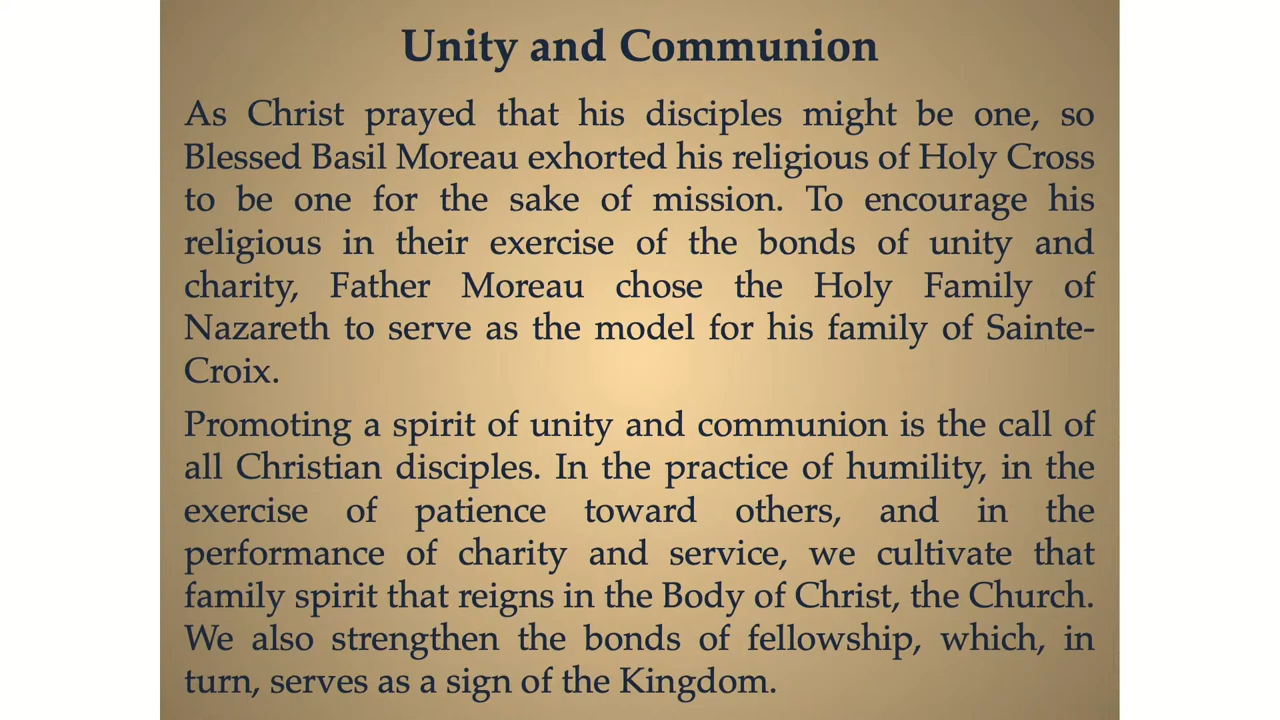 Unity and Communion
As Christ prayed that his disciples might be one, so
Blessed Basil Moreau exhorted his religious of Holy Cross
to be one for the sake of mission. To encourage his
religious in their exercise of the bonds of unity and
charity, Father Moreau chose the Holy Family of
Nazareth to serve as the model for his family of Sainte-
Croix.
Promoting a spirit of unity and communion is the call of
all Christian disciples. In the practice of humility, in the
exercise of patience toward others, and in the
performance of charity and service, we cultivate that
family spirit that reigns in the Body of Christ, the Church.
We also strengthen the bonds of fellowship, which, in
turn, serves as a sign of the Kingdom.